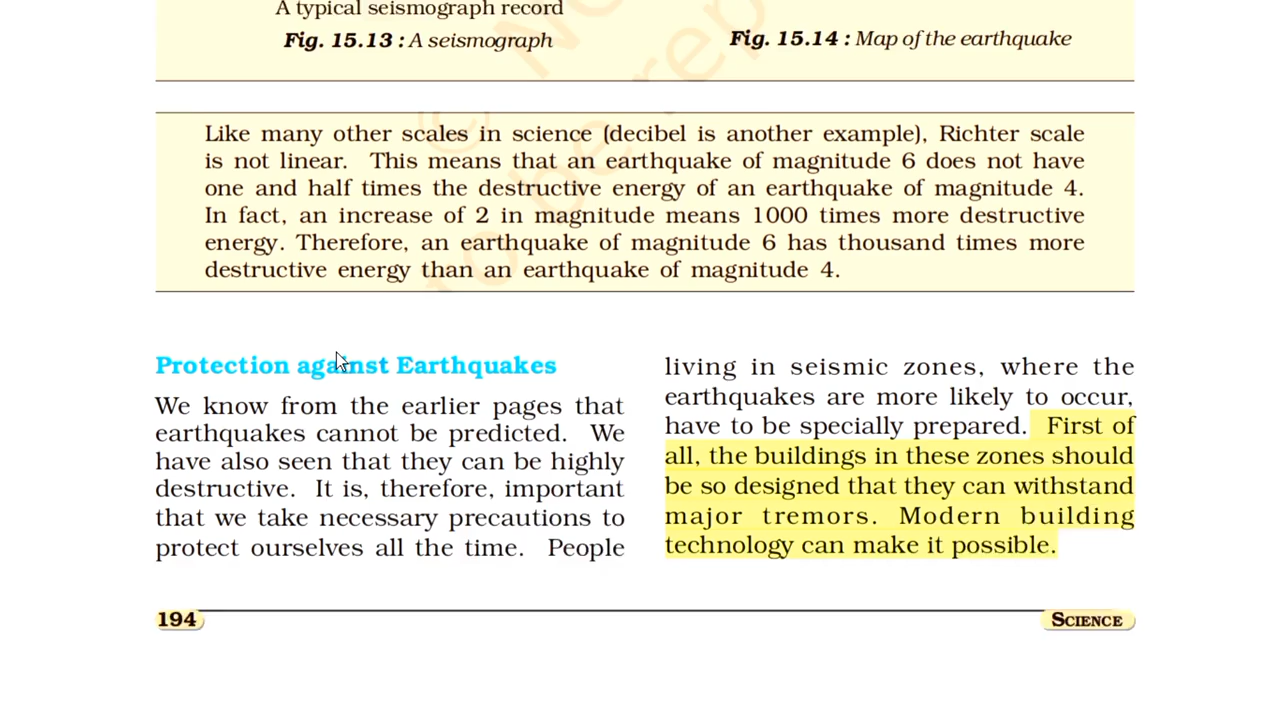 A typical seismograph record
Fig. 15.13 : A seismograph
Fig. 15.14 : Map of the earthquake
Like many other scales in science (decibel is another example), Richter scale
is not linear. This means that an earthquake of magnitude 6 does not have
one and half times the destructive energy of an earthquake of magnitude 4.
In fact, an increase of 2 in magnitude means 1000 times more destructive
energy. Therefore, an earthquake of magnitude 6 has thousand times more
destructive energy than an earthquake of magnitude 4.
Protection against Earthquakes
We know from the earlier pages that
earthquakes cannot be predicted. We
have also seen that they can be highly
destructive. It is, therefore, important
that we take necessary precautions to
protect ourselves all the time. People
living in seismic zones, where the
earthquakes are more likely to occur,
have to be specially prepared. First of
all, the buildings in these zones should
be so designed that they can withstand
major tremors. Modern building
technology can make it possible.
194
SCIENCE